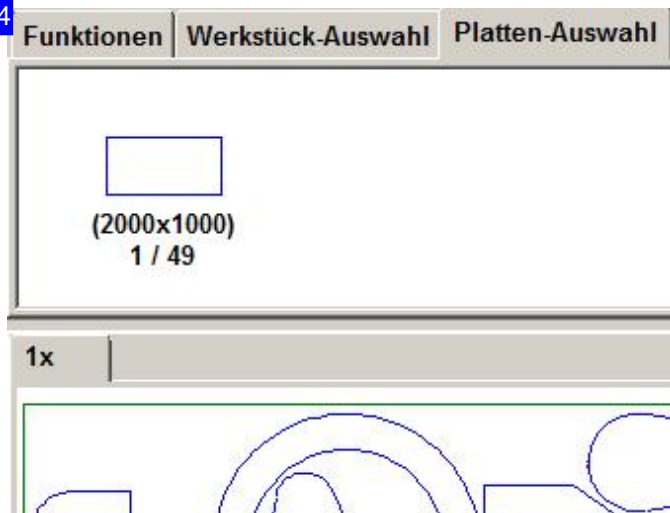 4
Funktionen Werkstück-Auswahl Platten-Auswahl
(2000x1000)
1 / 49
1x